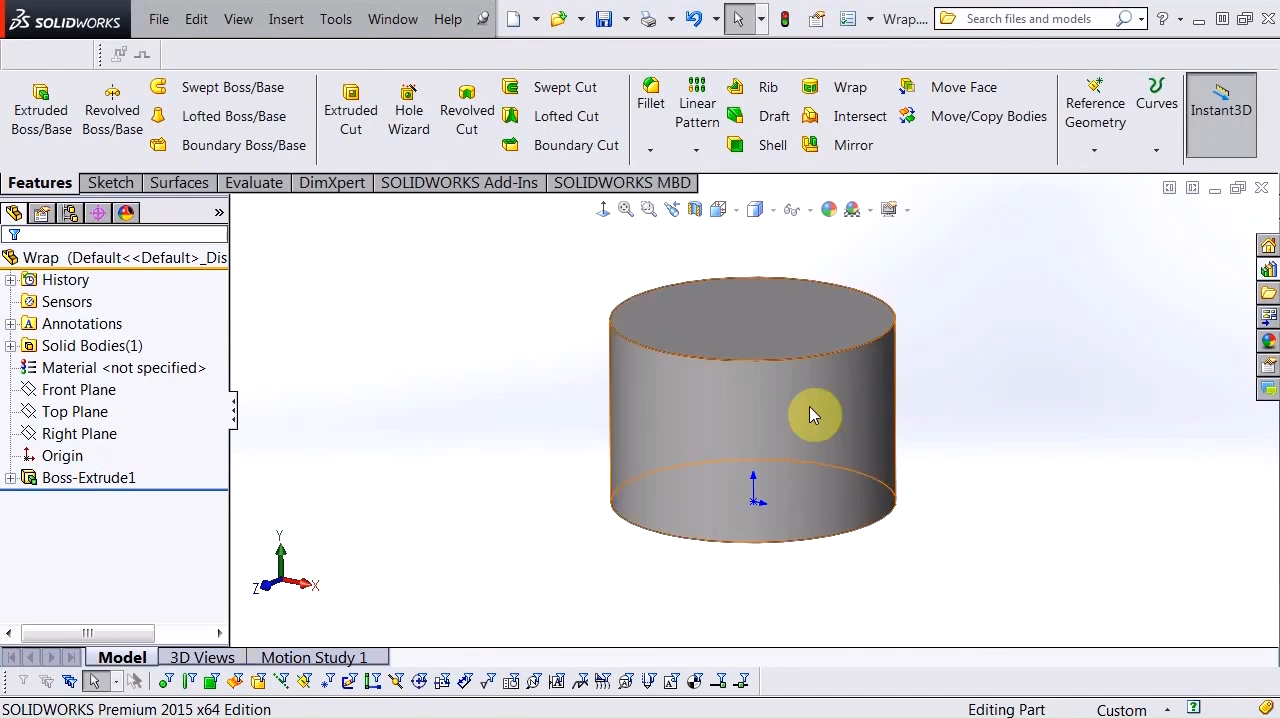 SOLIDWORKS File Edit View Insert Tools Window Help Wrap.... Search files and models
Extruded Boss/Base
Revolved Boss/Base
Swept Boss/Base
Lofted Boss/Base
Boundary Boss/Base
Extruded Cut
Hole Wizard
Revolved Cut
Swept Cut
Lofted Cut
Boundary Cut
Fillet
Linear Pattern
Rib
Draft
Shell
Wrap
Intersect
Mirror
Move Face
Move/Copy Bodies
Reference Geometry
Curves
Instant3D
Features Sketch Surfaces Evaluate DimXpert SOLIDWORKS Add-Ins SOLIDWORKS MBD
Wrap (Default<<Default>_Dis
History
Sensors
Annotations
Solid Bodies(1)
Material <not specified>
Front Plane
Top Plane
Right Plane
Origin
Boss-Extrude1
Y
Z X
Model 3D Views Motion Study 1
SOLIDWORKS Premium 2015 x64 Edition Editing Part Custom